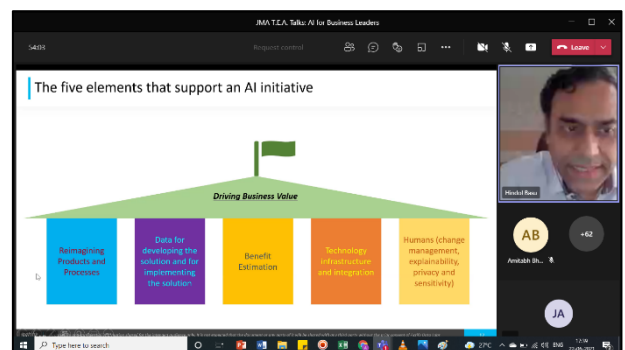 JMA T.E.A. Talks: AI for Business Leaders
54:03
Request control
Leave
The five elements that support an AI initiative
Driving Business Value
Reimagining
Products and
Processes
Data for
developing the
solution and for
implementing
the solution
Benefit
Estimation
Technology
infrastructure
and integration
Humans (change
management,
explainability,
privacy and
sensitivity)
Hindol Basu
AB
+62
Amitabh Bh...
JA
Type here to search
27°C
ENG
12:59